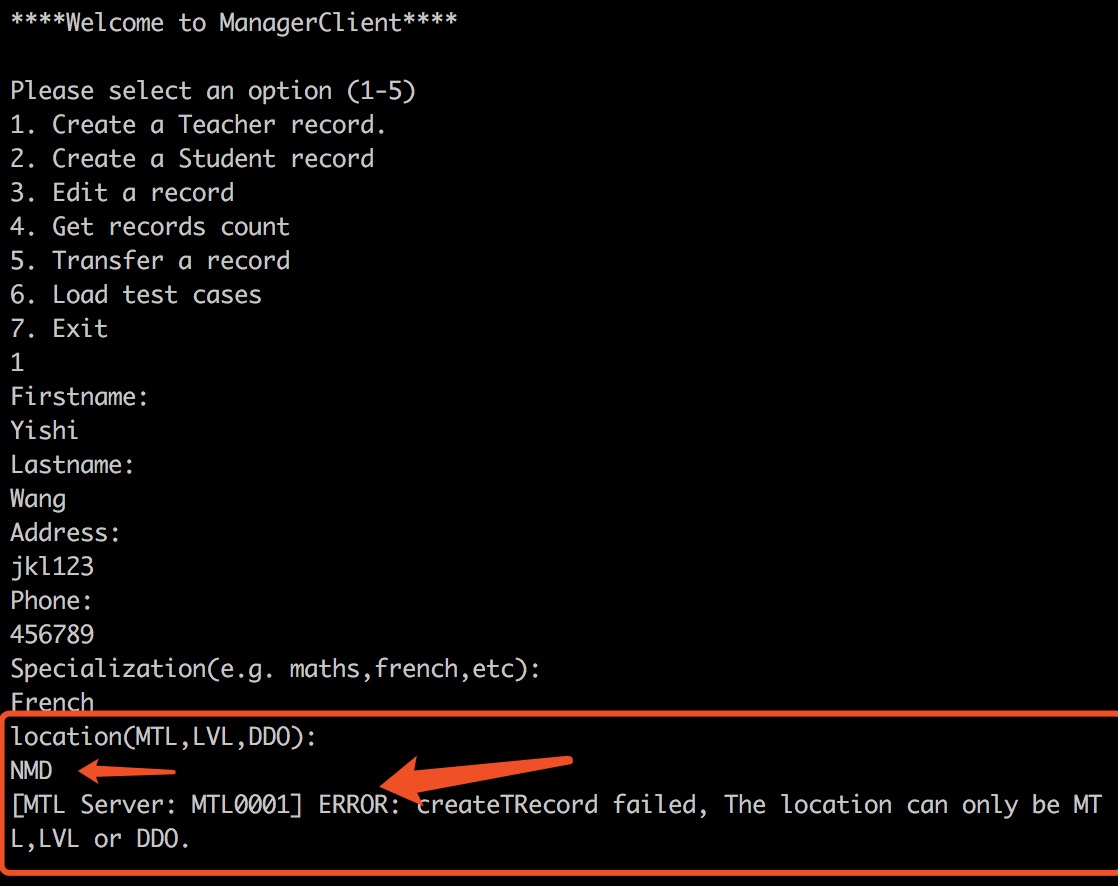 ****Welcome to ManagerClient****
Please select an option (1-5)
1. Create a Teacher record.
2. Create a Student record
3. Edit a record
4. Get records count
5. Transfer a record
6. Load test cases
7. Exit
1
Firstname:
Yishi
Lastname:
Wang
Address:
jkl123
Phone:
456789
Specialization(e.g. maths,french,etc):
French
location(MTL,LVL,DDO):
NMD
[MTL Server: MTL0001] ERROR: createTRecord failed, The location can only be MT
L,LVL or DDO.